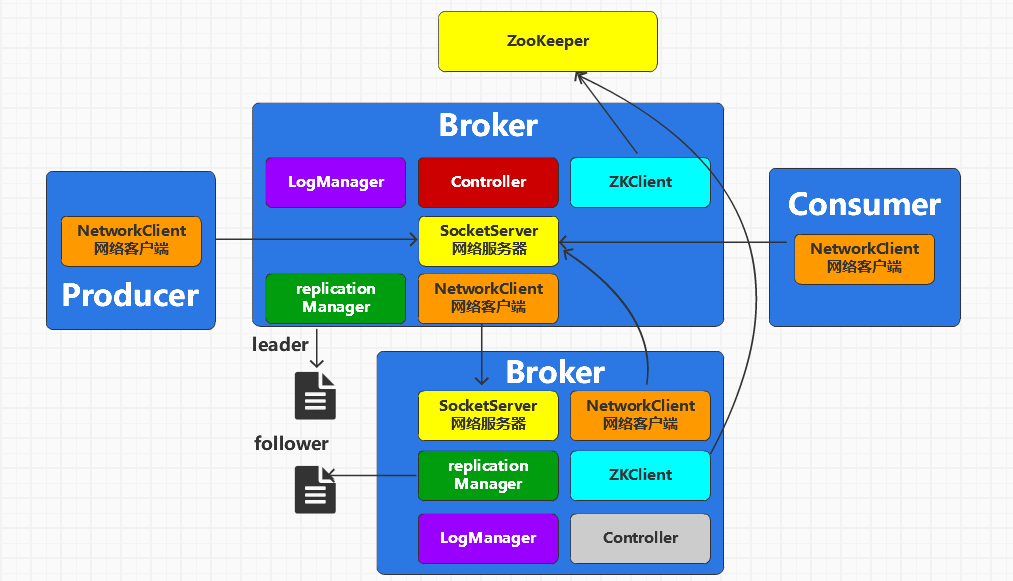 ZooKeeper
Broker
LogManager
Controller
ZKClient
NetworkClient
网络客户端
Producer
SocketServer
网络服务器
Consumer
NetworkClient
网络客户端
replication
Manager
NetworkClient
网络客户端
leader
Broker
SocketServer
网络服务器
NetworkClient
网络客户端
follower
replication
Manager
ZKClient
LogManager
Controller